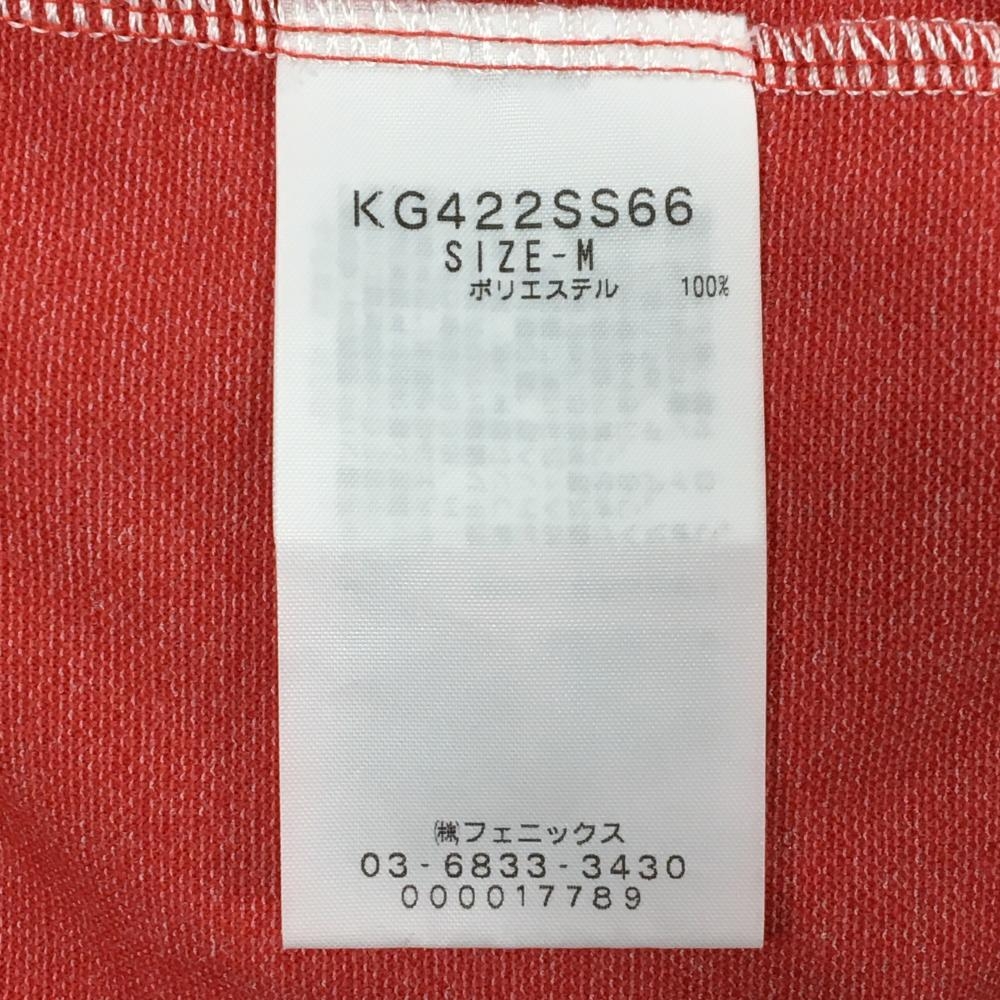 KG422SS66
SIZE-M
ポリエステル 100%
㈱フェニックス
03-6833-3430
000017789